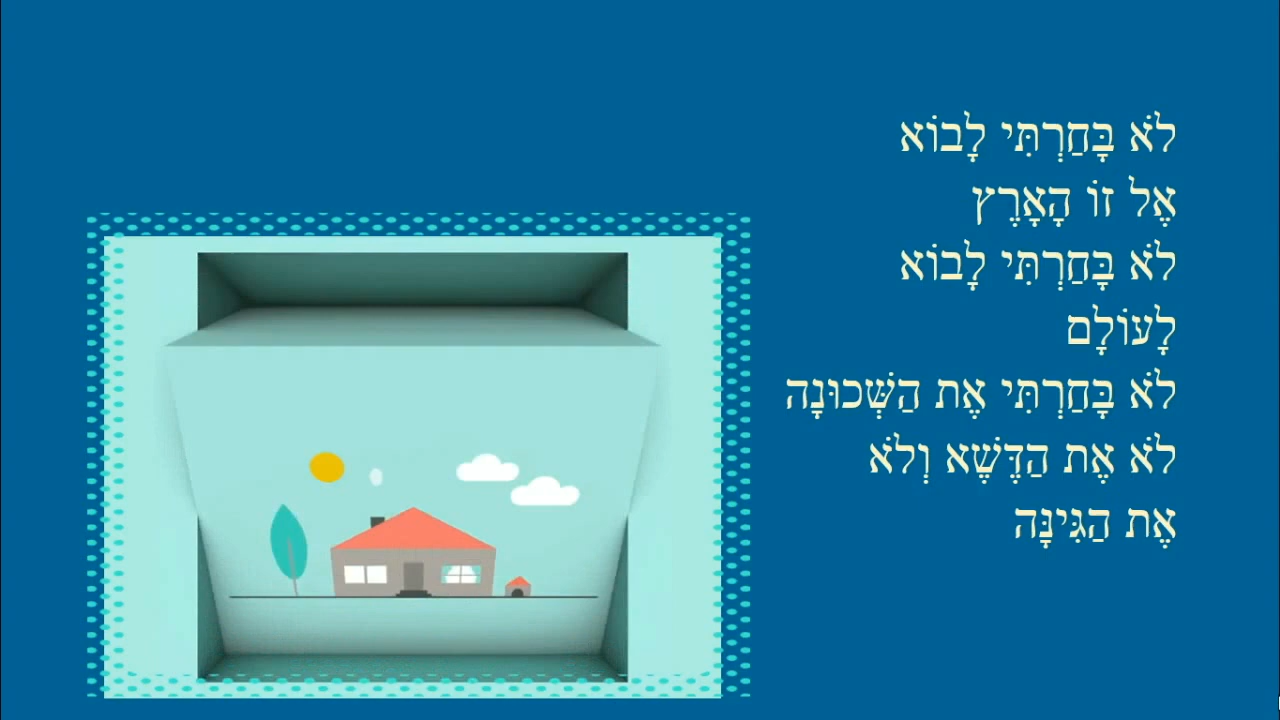 לֹא בָּחַרְתִּי לָבוֹא
אֶל זוֹ הָאָרֶץ
לֹא בָּחַרְתִּי לָבוֹא
לָעוֹלָם
לֹא בָּחַרְתִּי אֶת הַשְּׁכוּנָה
לֹא אֶת הַדֶּשֶׁא וְלֹא
אֶת הַגִּינָּה